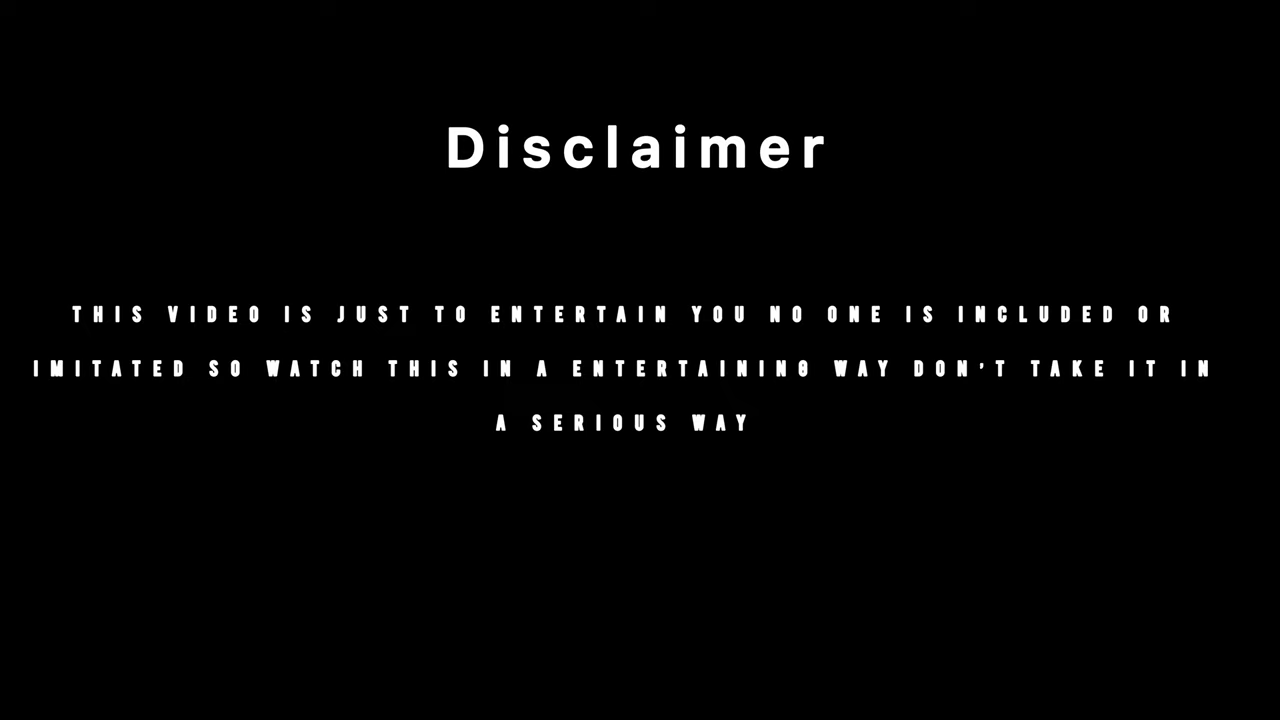 Disclaimer
THIS VIDEO IS JUST TO ENTERTAIN YOU NO ONE IS INCLUDED OR
IMITATED SO WATCH THIS IN A ENTERTAINING WAY DON'T TAKE IT IN
A SERIOUS WAY